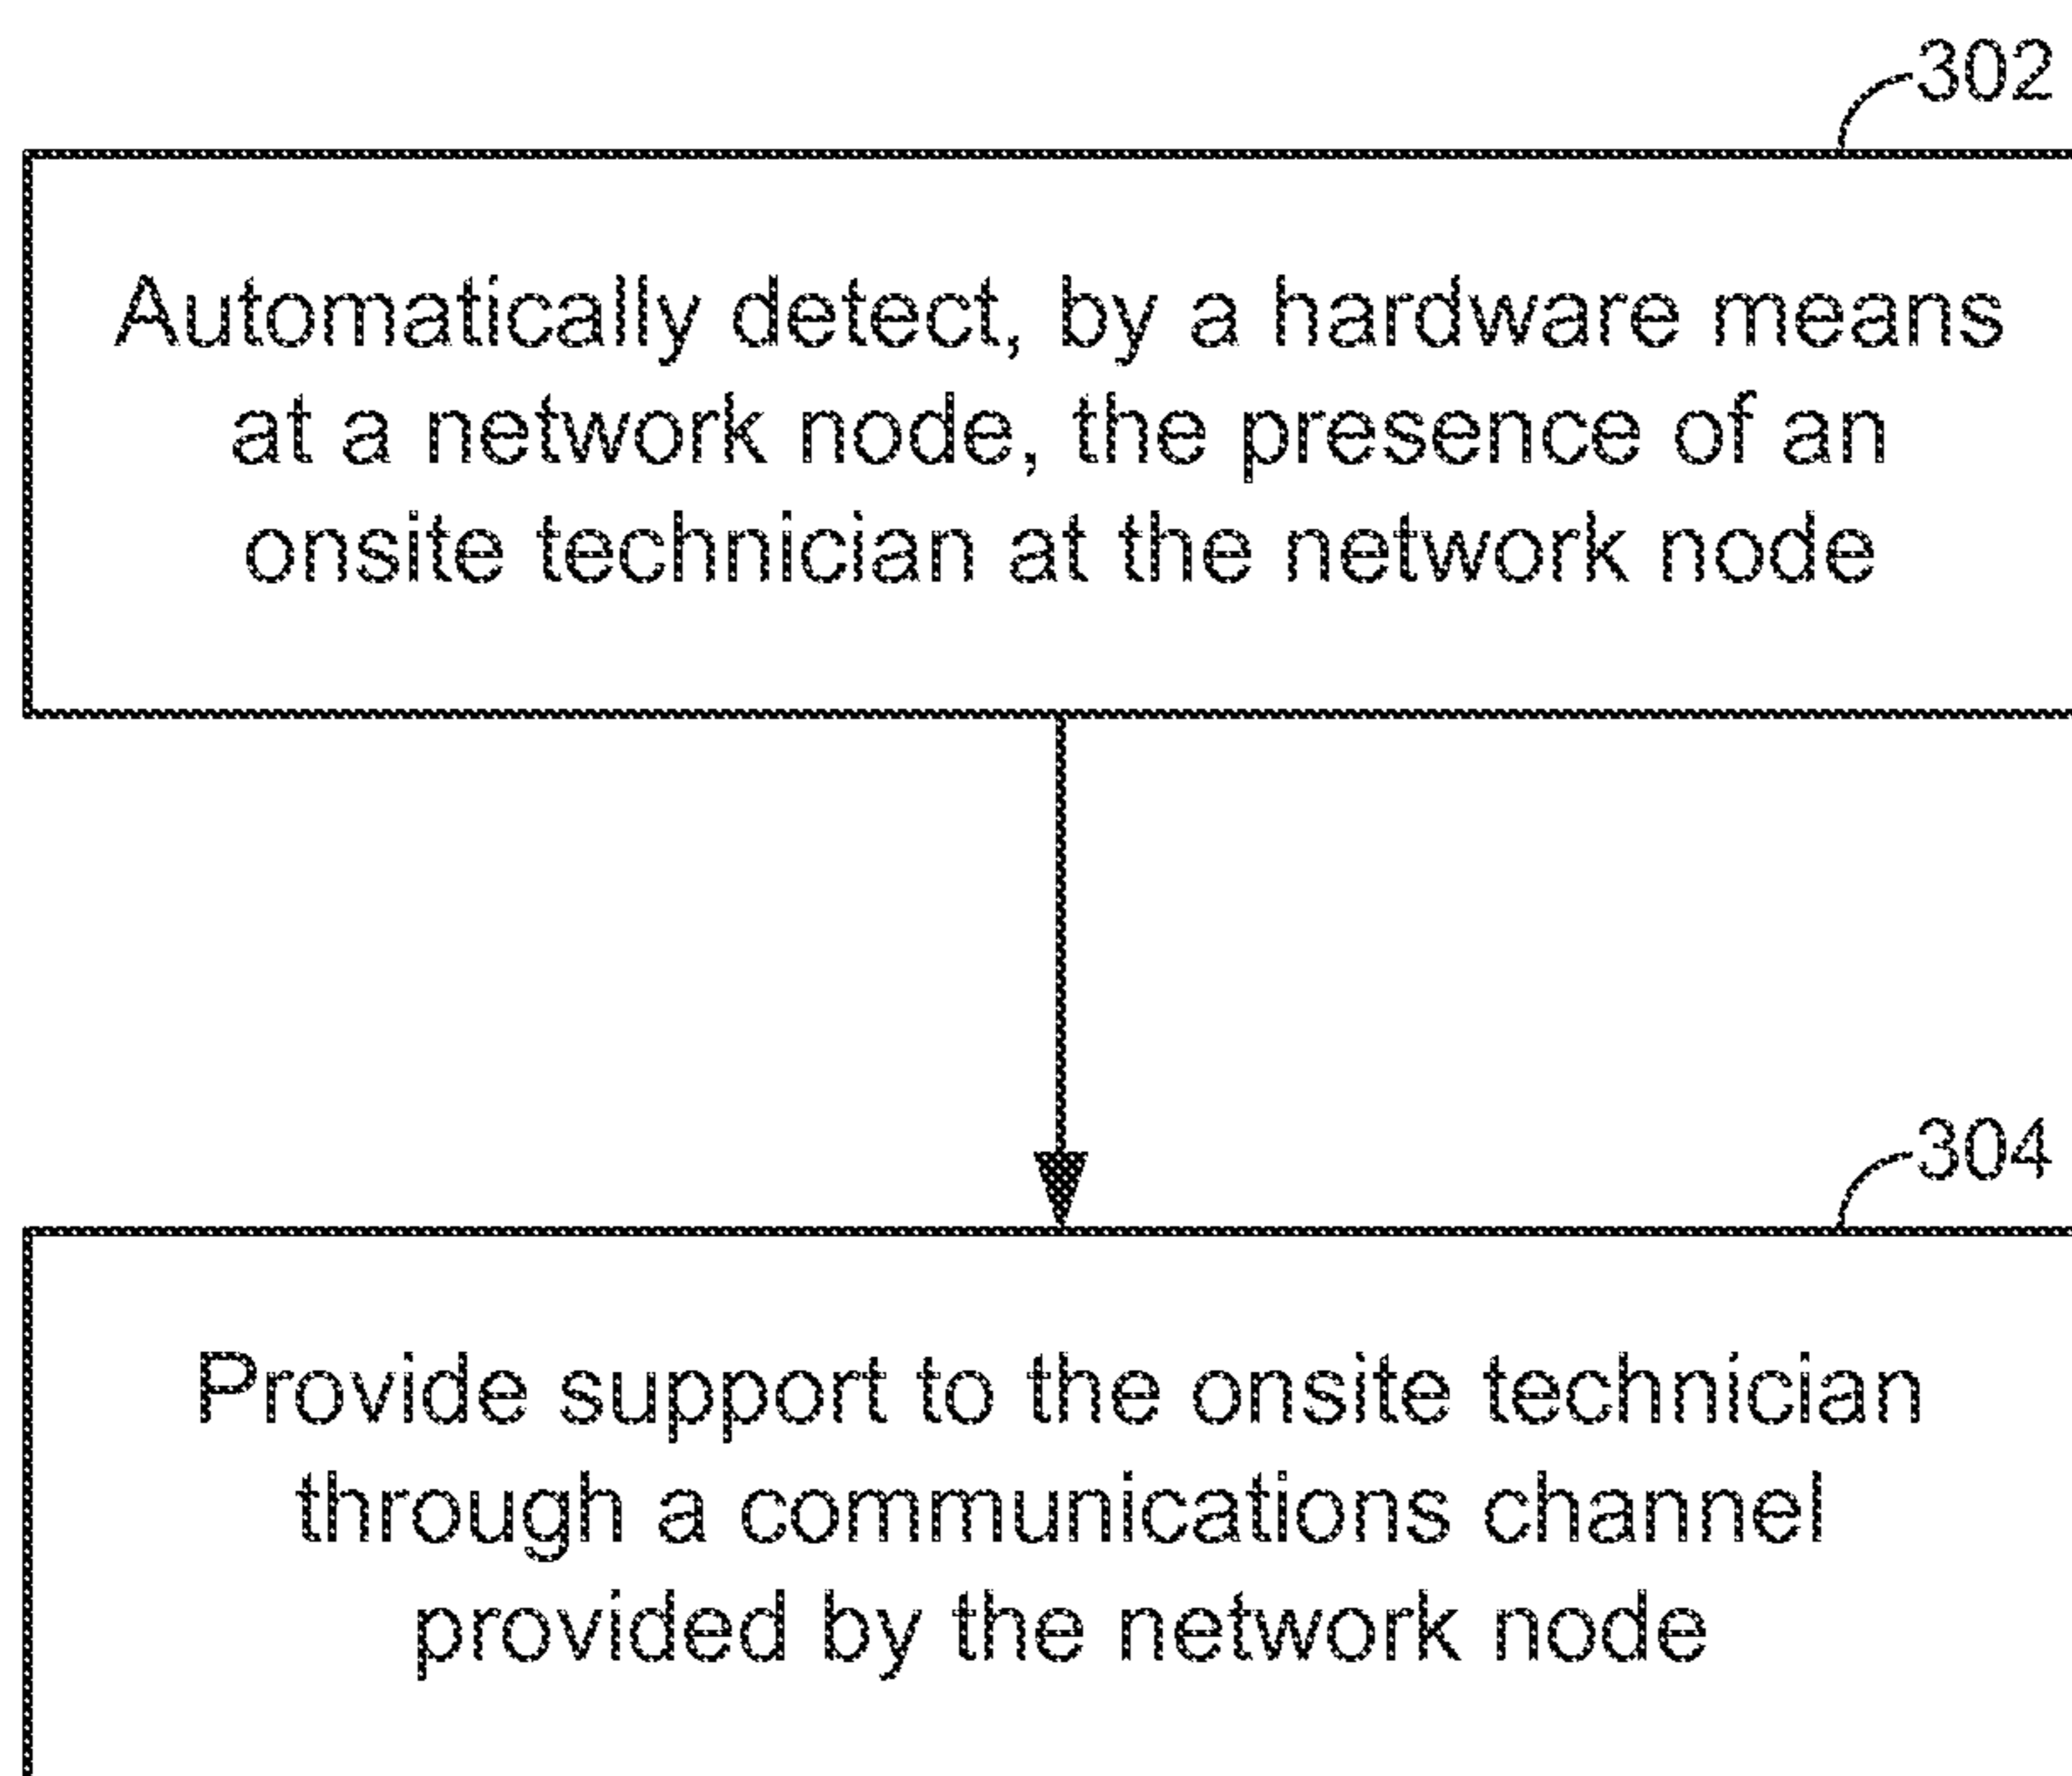 302
Automatically detect, by a hardware means
at a network node, the presence of an
onsite technician at the network node
304
Provide support to the onsite technician
through a communications channel
provided by the network node